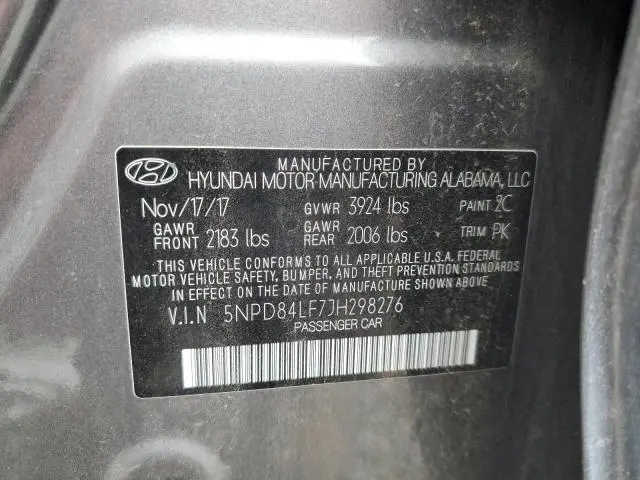 MANUFACTURED BY
HYUNDAI MOTOR MANUFACTURING ALABAMA, LLC
Nov/17/17 GVWR 3924 lbs PAINT 2C
GAWR FRONT 2183 lbs GAWR REAR 2006 lbs TRIM PK
THIS VEHICLE CONFORMS TO ALL APPLICABLE U.S.A. FEDERAL
MOTOR VEHICLE SAFETY, BUMPER, AND THEFT PREVENTION STANDARDS
IN EFFECT ON THE DATE OF MANUFACTURE SHOWN ABOVE
V.I.N 5NPD84LF7JH298276
PASSENGER CAR